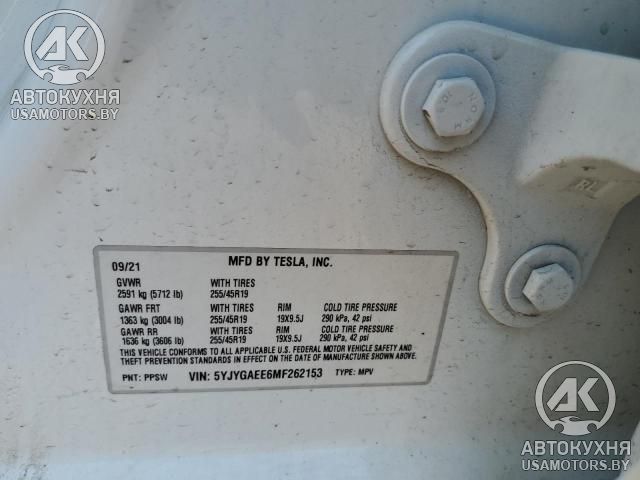 АК
АВТОКУХНЯ
USAMOTORS.BY
RL
09/21 MFD BY TESLA, INC.
GVWR WITH TIRES
2591 kg (5712 lb) 255/45R19
GAWR FRT WITH TIRES RIM COLD TIRE PRESSURE
1363 kg (3004 lb) 255/45R19 19X9.5J 290 kPa, 42 psi
GAWR RR WITH TIRES RIM COLD TIRE PRESSURE
1636 kg (3606 lb) 255/45R19 19X9.5J 290 kPa, 42 psi
THIS VEHICLE CONFORMS TO ALL APPLICABLE U.S. FEDERAL MOTOR VEHICLE SAFETY AND
THEFT PREVENTION STANDARDS IN EFFECT ON THE DATE OF MANUFACTURE SHOWN ABOVE.
PNT: PPSW VIN: 5YJYGAEE6MF262153 TYPE: MPV
АК
АВТОКУХНЯ
USAMOTORS.BY